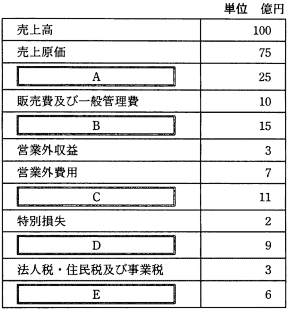 単位 億円
売上高 100
売上原価 75
A 25
販売費及び一般管理費 10
B 15
営業外収益 3
営業外費用 7
C 11
特別損失 2
D 9
法人税・住民税及び事業税 3
E 6